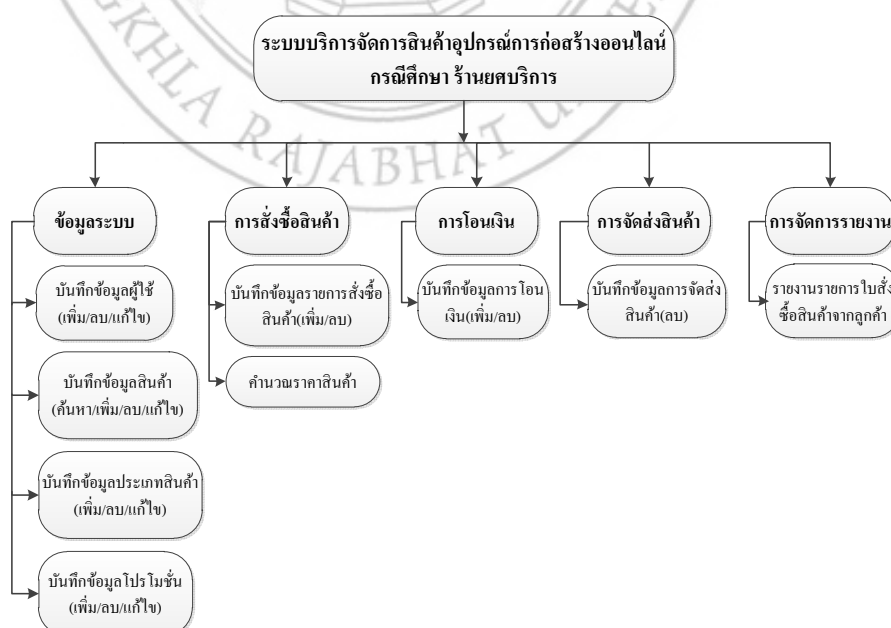 ระบบบริการจัดการสินค้าอุปกรณ์การก่อสร้างออนไลน์
กรณีศึกษา ร้านยศบริการ
RAJABHAT
ข้อมูลระบบ
การสั่งซื้อสินค้า
การโอนเงิน
การจัดส่งสินค้า
การจัดการรายงาน
บันทึกข้อมูลผู้ใช้
(เพิ่ม/ลบ/แก้ไข)
บันทึกข้อมูลสินค้า
(ค้นหา/เพิ่ม/ลบ/แก้ไข)
บันทึกข้อมูลประเภทสินค้า
(เพิ่ม/ลบ/แก้ไข)
บันทึกข้อมูลโปรโมชั่น
(เพิ่ม/ลบ/แก้ไข)
บันทึกข้อมูลรายการสั่งซื้อ
สินค้า(เพิ่ม/ลบ)
คำนวณราคาสินค้า
บันทึกข้อมูลการโอน
เงิน(เพิ่ม/ลบ)
บันทึกข้อมูลการจัดส่ง
สินค้า(ลบ)
รายงานรายการใบสั่ง
ซื้อสินค้าจากลูกค้า